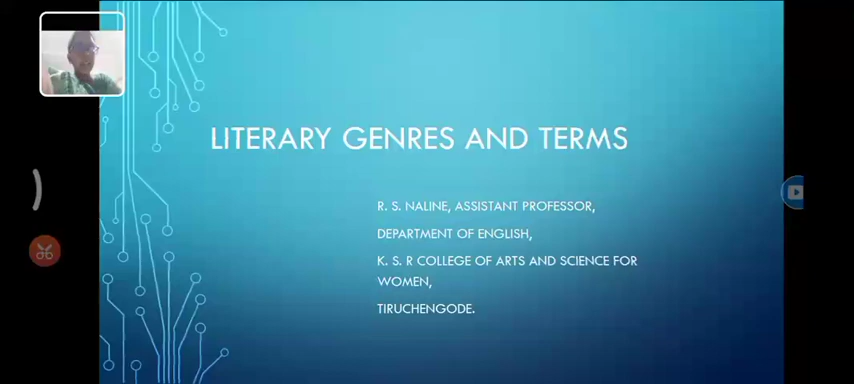 LITERARY GENRES AND TERMS
R. S. NALINE, ASSISTANT PROFESSOR,
DEPARTMENT OF ENGLISH,
K. S. R COLLEGE OF ARTS AND SCIENCE FOR
WOMEN,
TIRUCHENGODE.